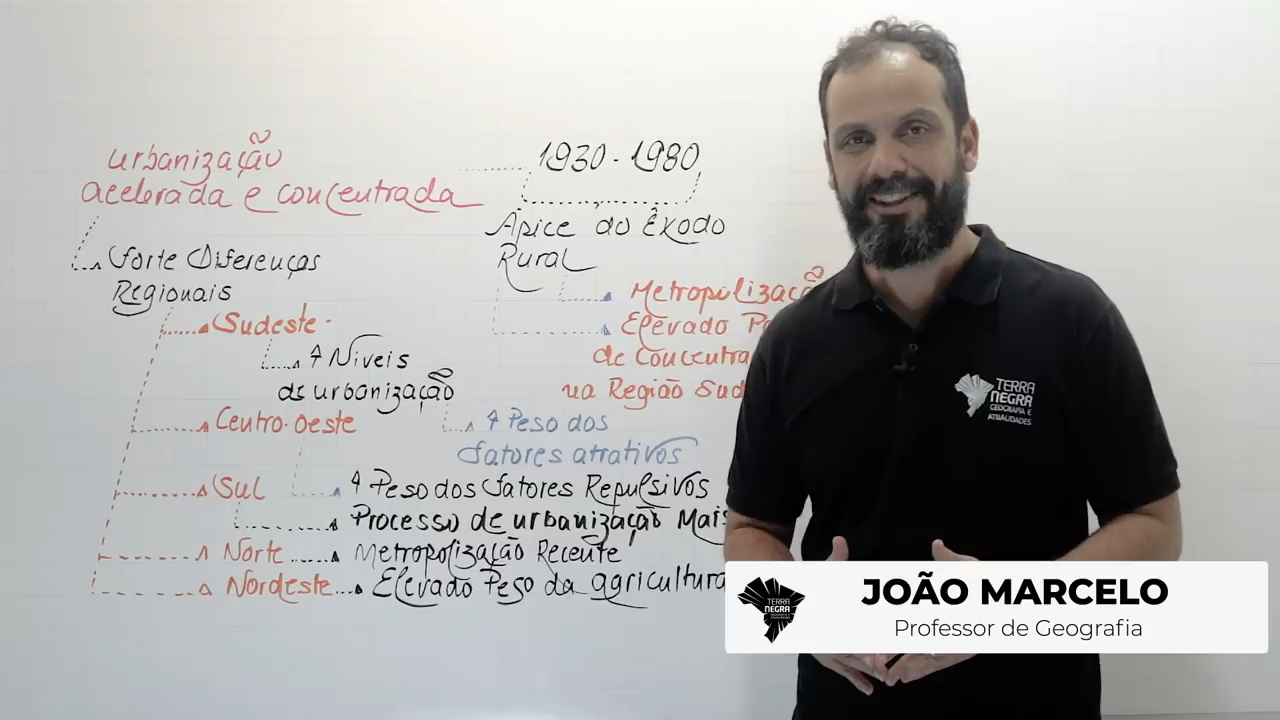 urbanização
acelerada e concentrada
1930 - 1980
Ápice do Êxodo
Rural
Metropolização
Elevado
de
na Região
Forte Diferenças
Regionais
Sudeste
Níveis
de urbanização
Peso dos
fatores atrativos
Centro-oeste
Peso dos fatores Repulsivos
Sul
Processo de urbanização Mais
Norte
Metropolização Recente
Nordeste
Elevado Peso da agricultura
TERRA
NEGRA
GEOGRAFIA E
ATUALIDADES
TERRA
NEGRA
JOÃO MARCELO
Professor de Geografia